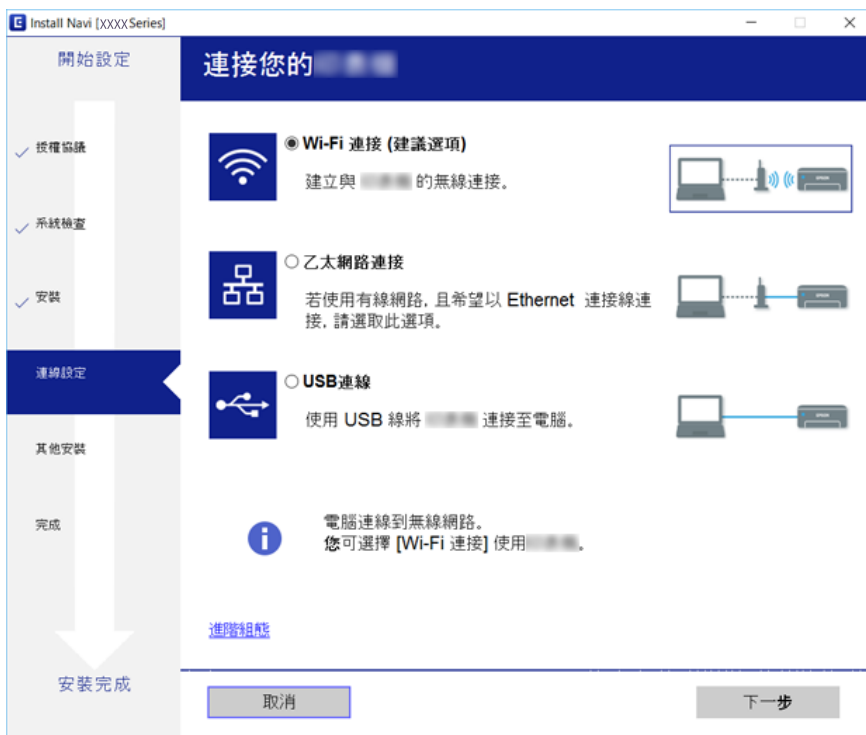 Install Navi [XXXX Series]
開始設定
連接您的
授權協議
系統檢查
安裝
連線設定
其他安裝
完成
安裝完成
Wi-Fi 連接 (建議選項)
建立與 的無線連接。
乙太網路連接
若使用有線網路, 且希望以 Ethernet 連接線連
接, 請選取此選項。
USB連線
使用 USB 線將 連接至電腦。
電腦連線到無線網路。
您可選擇 [Wi-Fi 連接] 使用 。
進階組態
取消
下一步